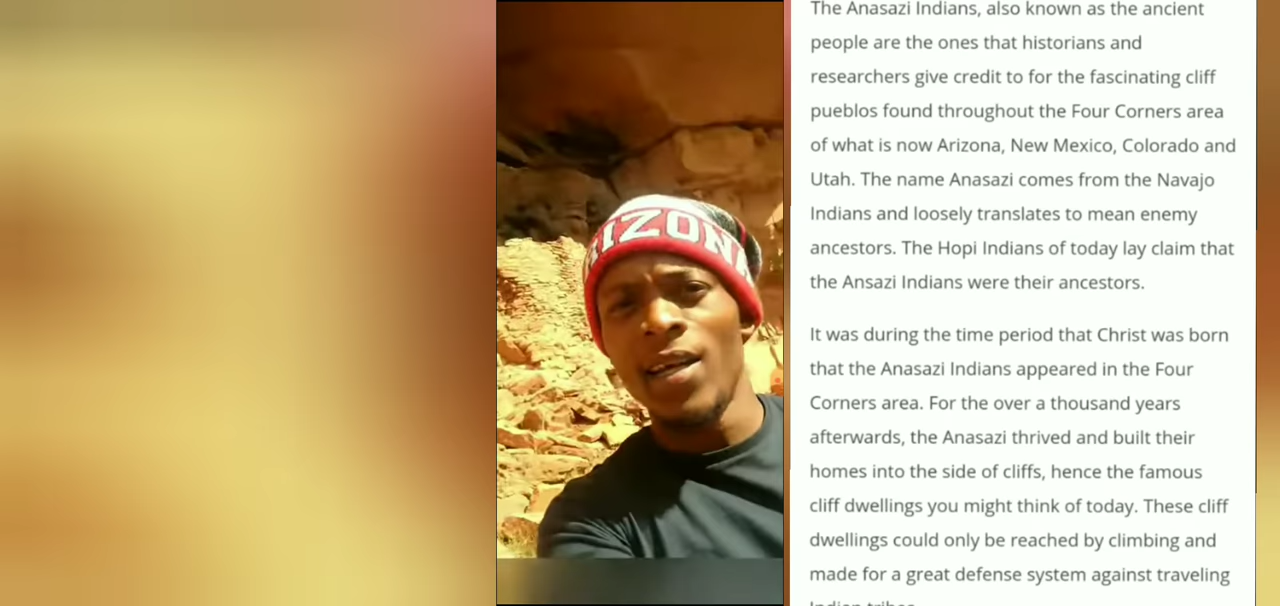 IZONA
The Anasazi Indians, also known as the ancient
people are the ones that historians and
researchers give credit to for the fascinating cliff
pueblos found throughout the Four Corners area
of what is now Arizona, New Mexico, Colorado and
Utah. The name Anasazi comes from the Navajo
Indians and loosely translates to mean enemy
ancestors. The Hopi Indians of today lay claim that
the Ansazi Indians were their ancestors.
It was during the time period that Christ was born
that the Anasazi Indians appeared in the Four
Corners area. For the over a thousand years
afterwards, the Anasazi thrived and built their
homes into the side of cliffs, hence the famous
cliff dwellings you might think of today. These cliff
dwellings could only be reached by climbing and
made for a great defense system against traveling
Indian tribes.